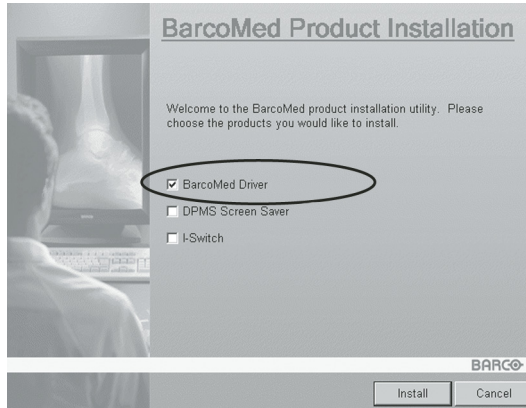 BarcoMed Product Installation
Welcome to the BarcoMed product installation utility.  Please
choose the products you would like to install.
BarcoMed Driver
DPMS Screen Saver
I-Switch
BARCO
Install
Cancel